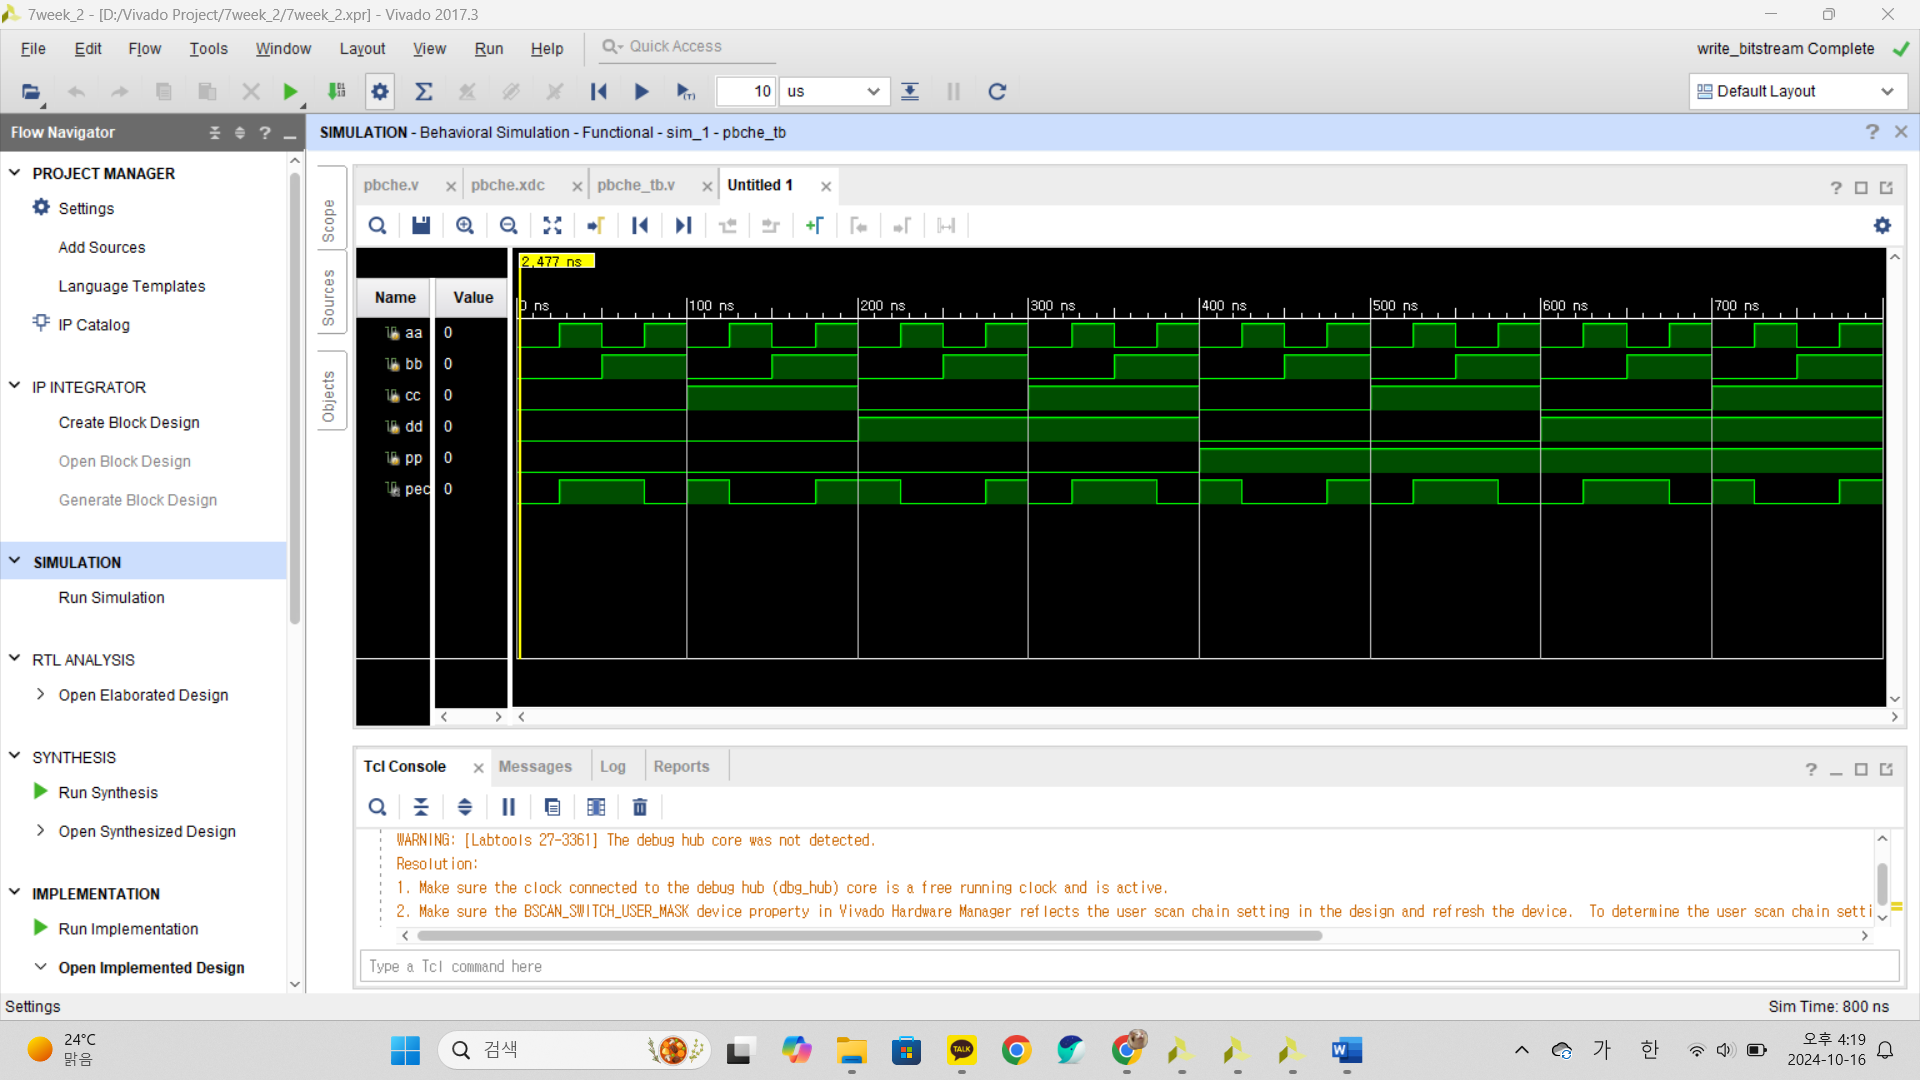 7week_2 - [D:/Vivado Project/7week_2/7week_2.xpr] - Vivado 2017.3
File Edit Flow Tools Window Layout View Run Help Quick Access
write_bitstream Complete
10 us
Default Layout
Flow Navigator
SIMULATION - Behavioral Simulation - Functional - sim_1 - pbche_tb
PROJECT MANAGER
Settings
Add Sources
Language Templates
IP Catalog
IP INTEGRATOR
Create Block Design
Open Block Design
Generate Block Design
SIMULATION
Run Simulation
RTL ANALYSIS
Open Elaborated Design
SYNTHESIS
Run Synthesis
Open Synthesized Design
IMPLEMENTATION
Run Implementation
Open Implemented Design
Scope
Sources
Objects
pbche.v pbche.xdc pbche_tb.v Untitled 1
2,477 ns
Name Value
0 ns 100 ns 200 ns 300 ns 400 ns 500 ns 600 ns 700 ns
aa 0
bb 0
cc 0
dd 0
pp 0
pec 0
Tcl Console Messages Log Reports
WARNING: [Labtools 27-3361] The debug hub core was not detected.
Resolution:
1. Make sure the clock connected to the debug hub (dbg_hub) core is a free running clock and is active.
2. Make sure the BSCAN_SWITCH_USER_MASK device property in Vivado Hardware Manager reflects the user scan chain setting in the design and refresh the device. To determine the user scan chain setti
Type a Tcl command here
Settings
Sim Time: 800 ns
24°C
맑음
검색
TALK
가
한
오후 4:19
2024-10-16